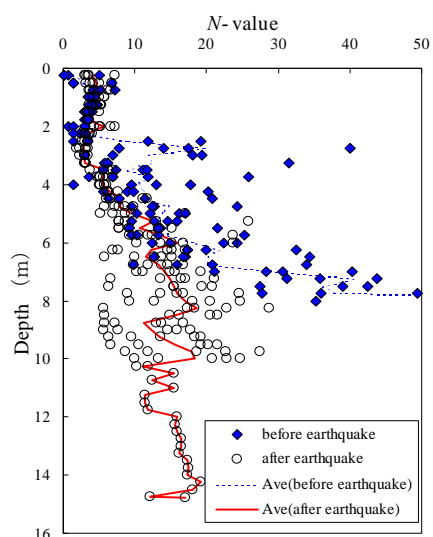 N- value
0 10 20 30 40 50
0
2
4
6
8
10
12
14
16
Depth (m)
before earthquake
after earthquake
Ave(before earthquake)
Ave(after earthquake)